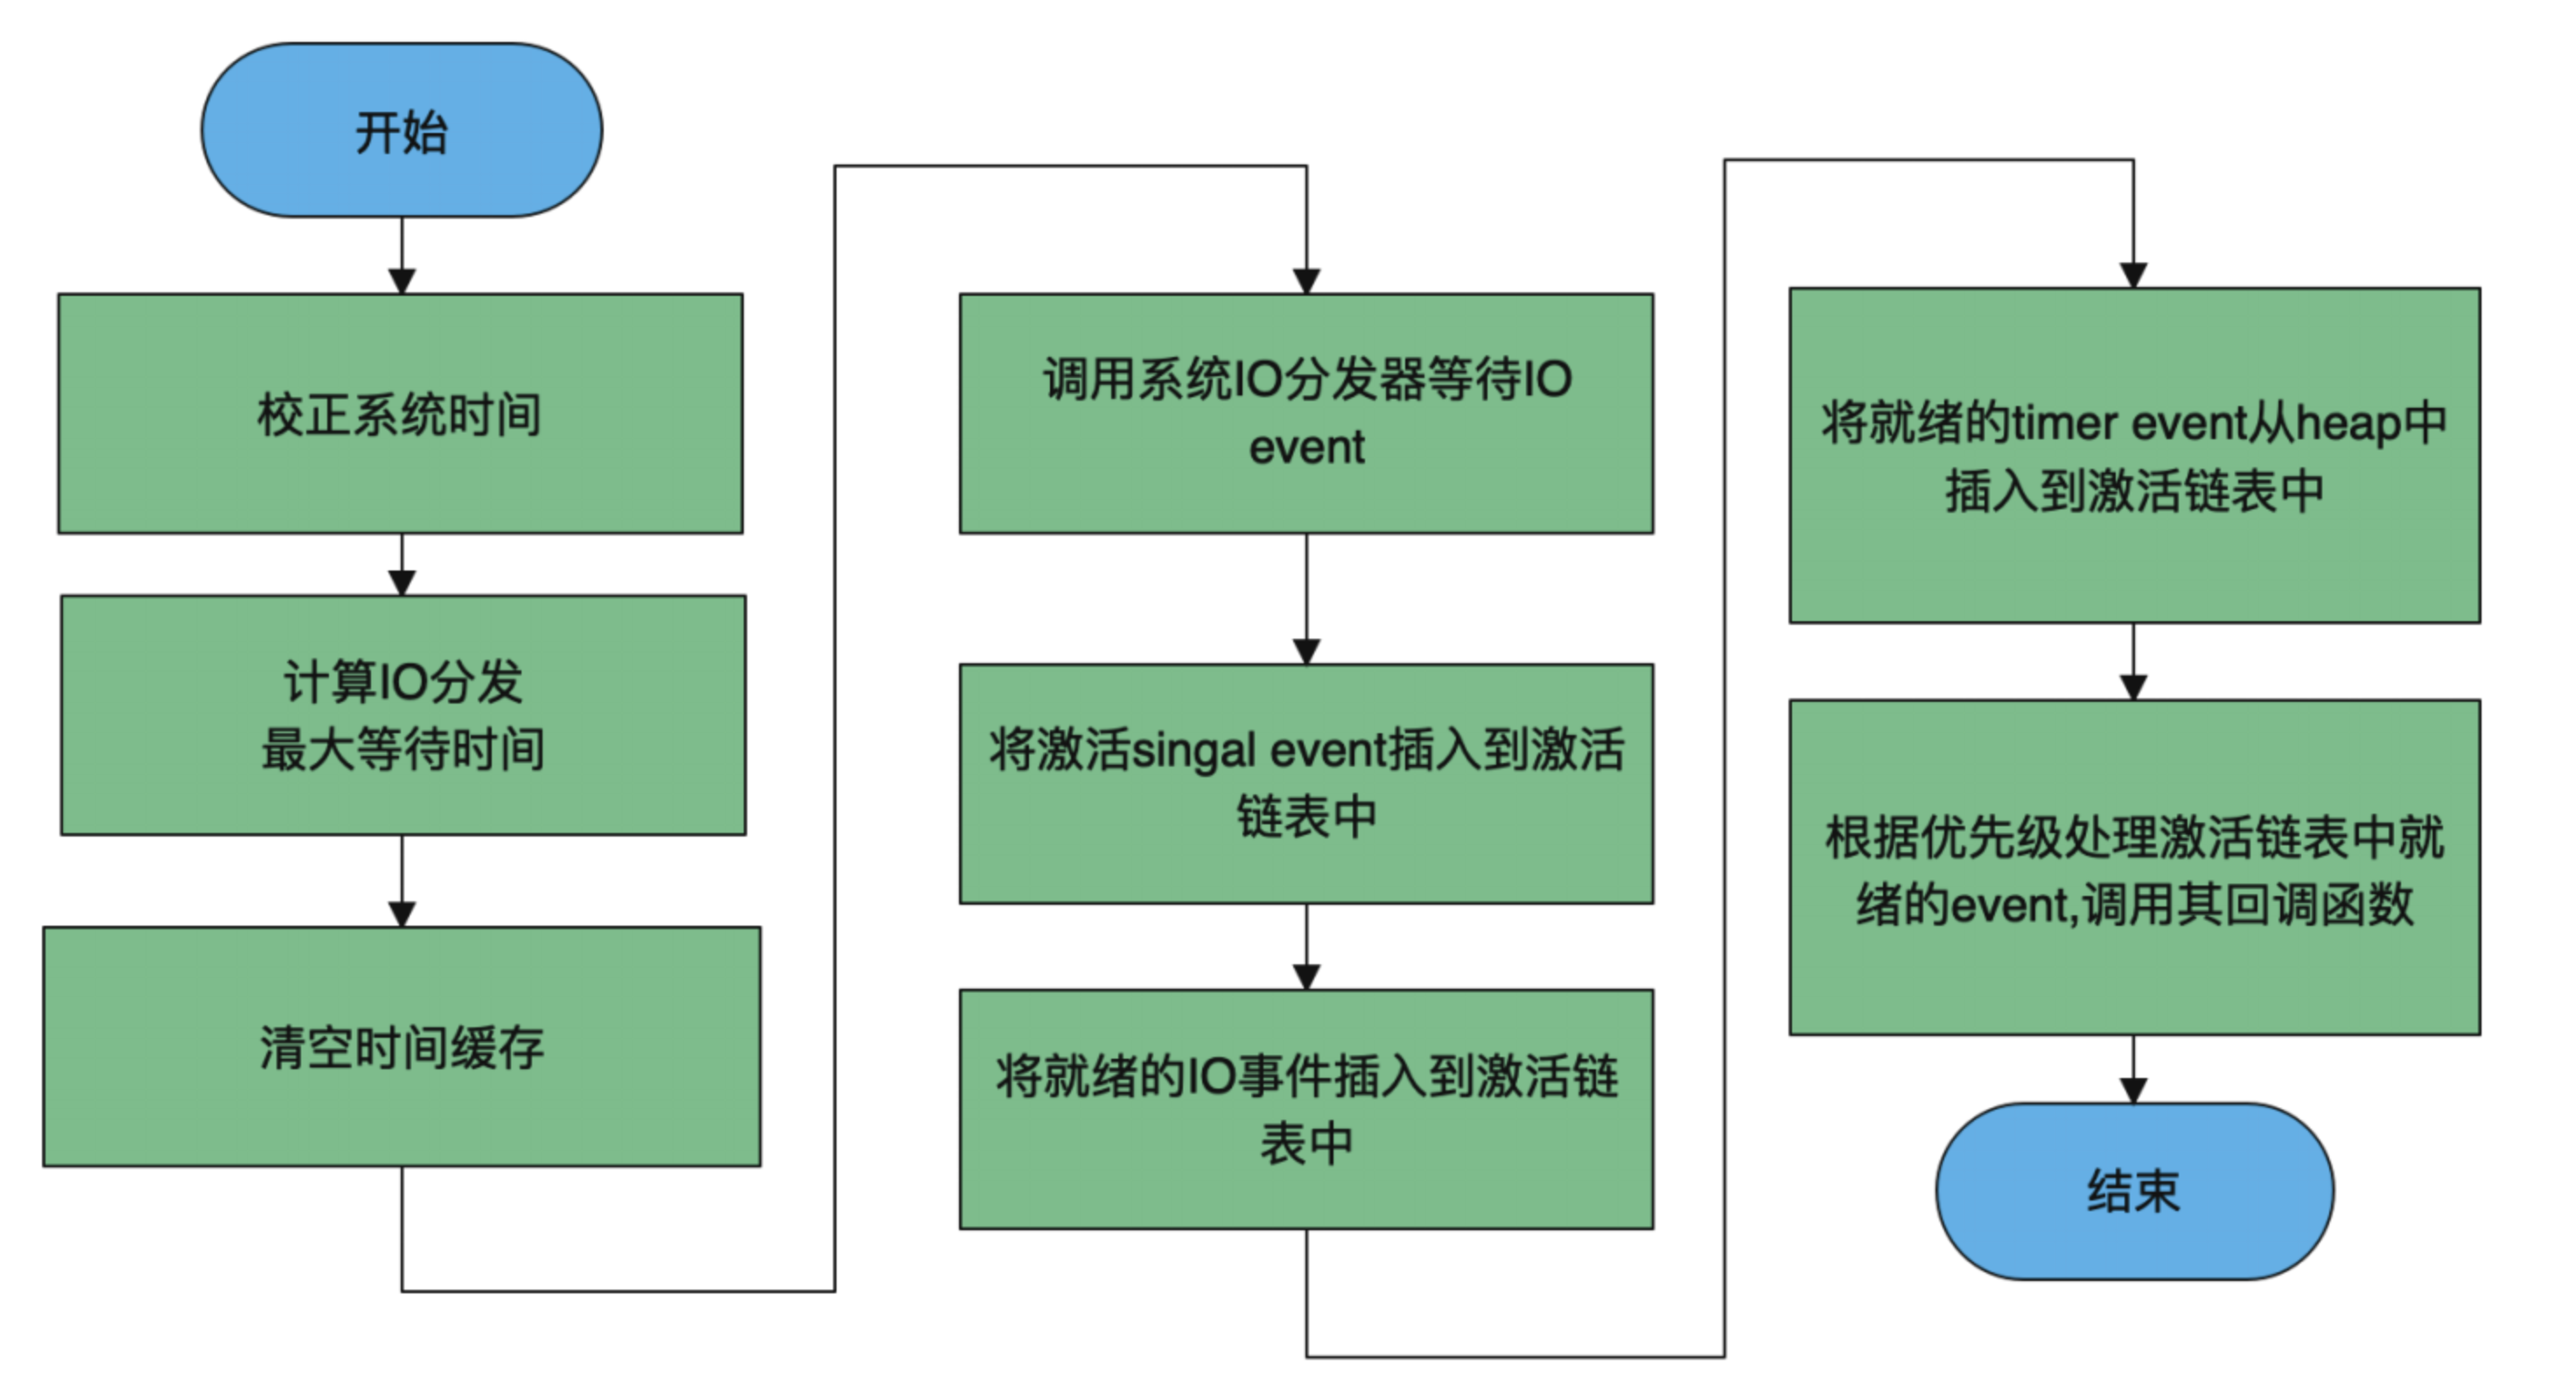 开始
校正系统时间
计算IO分发
最大等待时间
清空时间缓存
调用系统IO分发器等待IO
event
将激活singal event插入到激活
链表中
将就绪的IO事件插入到激活链
表中
将就绪的timer event从heap中
插入到激活链表中
根据优先级处理激活链表中就
绪的event,调用其回调函数
结束